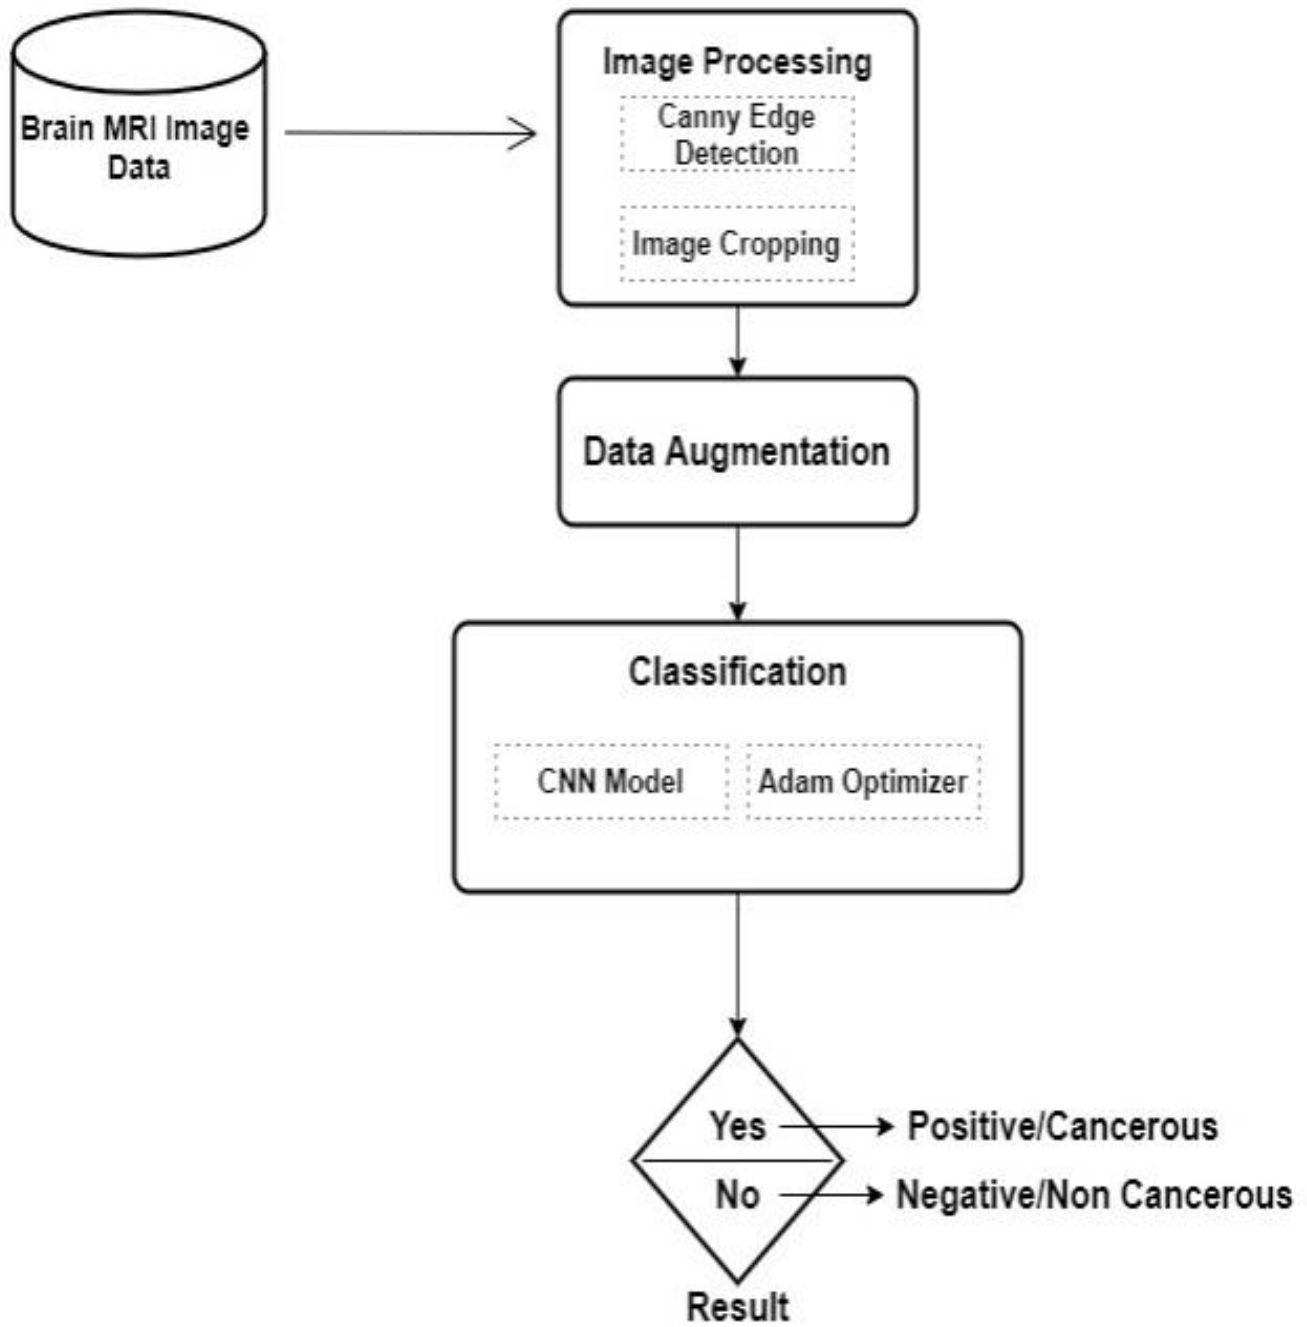 Brain MRI Image
Data
Image Processing
Canny Edge
Detection
Image Cropping
Data Augmentation
Classification
CNN Model
Adam Optimizer
Yes
Positive/Cancerous
No
Negative/Non Cancerous
Result